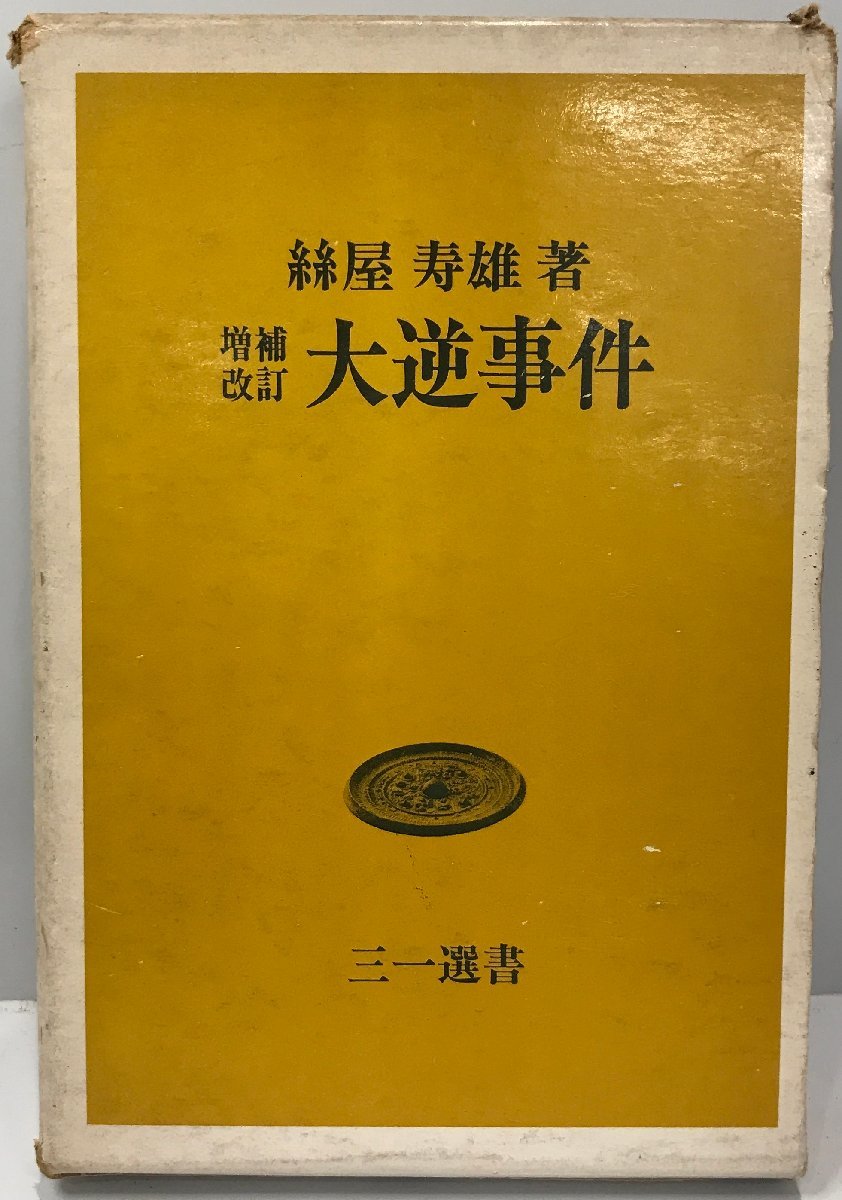 絲屋 寿雄 著
増補
改訂 大逆事件
三一選書